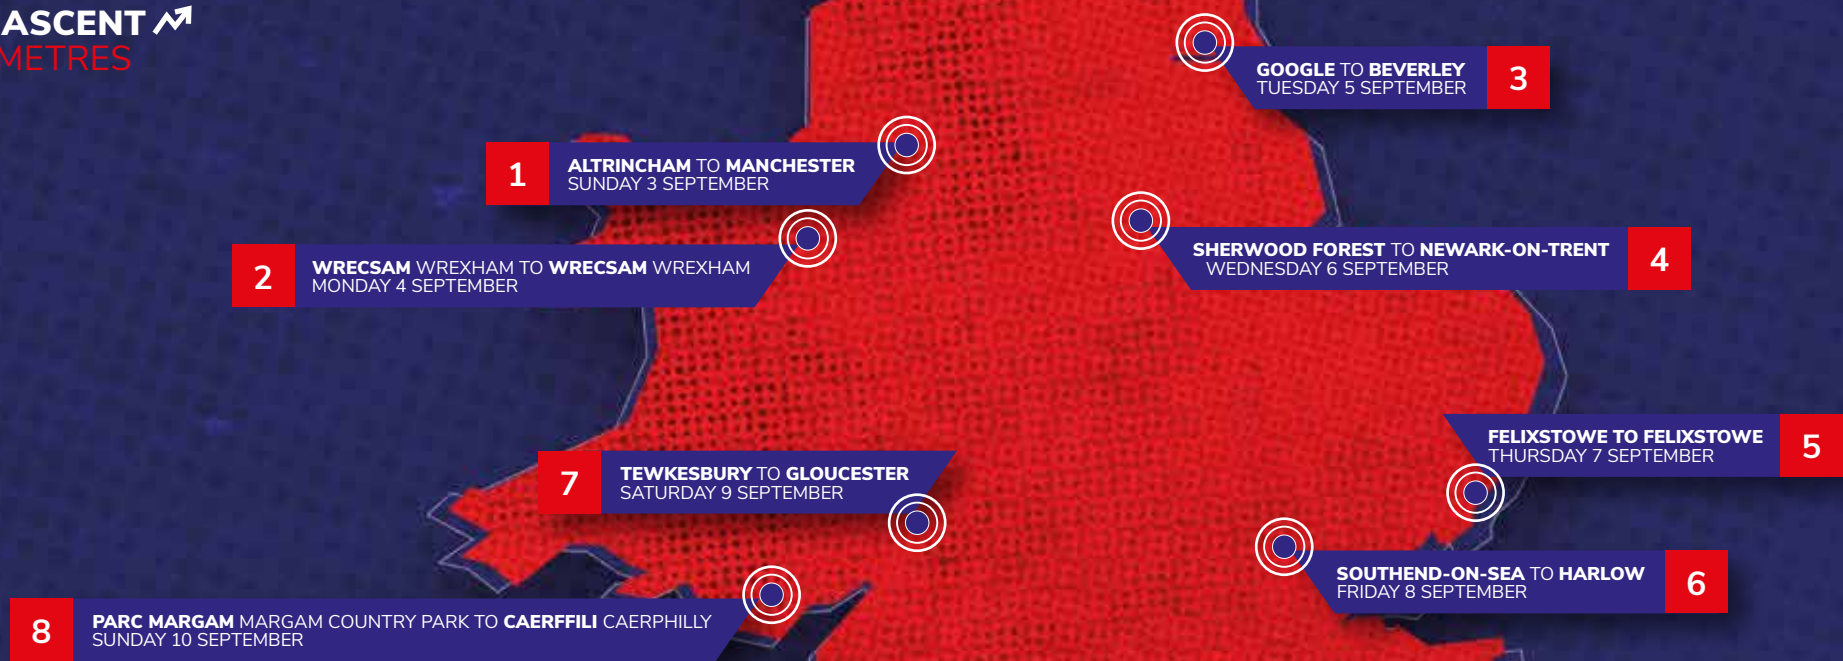 ASCENT
METRES
GOOGLE TO BEVERLEY
TUESDAY 5 SEPTEMBER
3
1
ALTRINCHAM TO MANCHESTER
SUNDAY 3 SEPTEMBER
2
WRECSAM WREXHAM TO WRECSAM WREXHAM
MONDAY 4 SEPTEMBER
SHERWOOD FOREST TO NEWARK-ON-TRENT
WEDNESDAY 6 SEPTEMBER
4
FELIXSTOWE TO FELIXSTOWE
THURSDAY 7 SEPTEMBER
5
7
TEWKESBURY TO GLOUCESTER
SATURDAY 9 SEPTEMBER
SOUTHEND-ON-SEA TO HARLOW
FRIDAY 8 SEPTEMBER
6
8
PARC MARGAM MARGAM COUNTRY PARK TO CAERFFILI CAERPHILLY
SUNDAY 10 SEPTEMBER